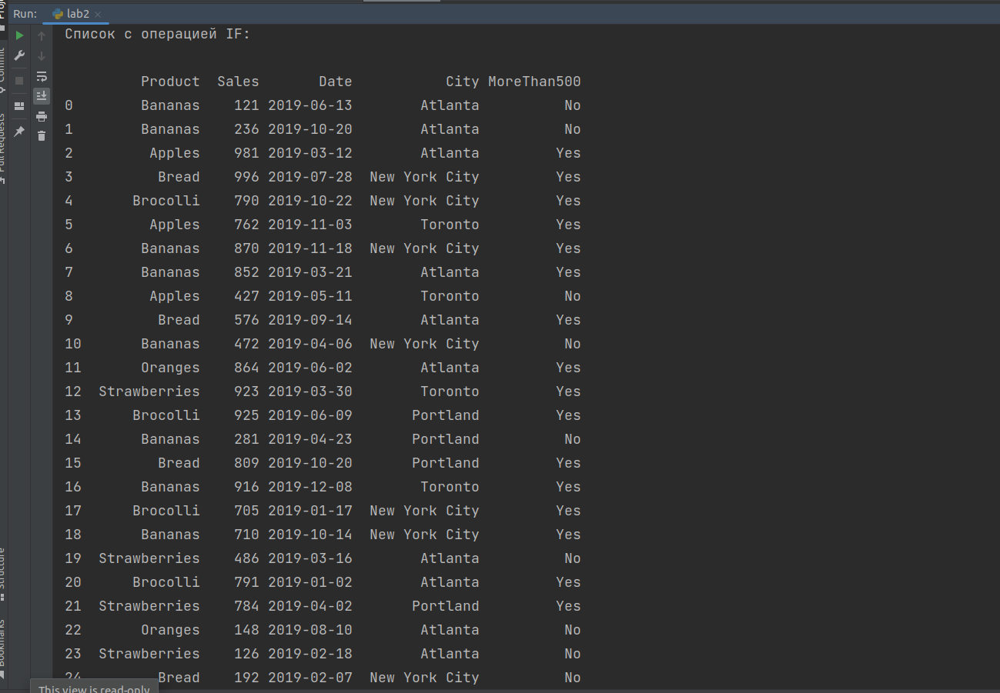 Run: lab2
Список с операцией IF:
Product Sales Date City MoreThan500
0 Bananas 121 2019-06-13 Atlanta No
1 Bananas 236 2019-10-20 Atlanta No
2 Apples 981 2019-03-12 Atlanta Yes
3 Bread 996 2019-07-28 New York City Yes
4 Brocolli 790 2019-10-22 New York City Yes
5 Apples 762 2019-11-03 Toronto Yes
6 Bananas 870 2019-11-18 New York City Yes
7 Bananas 852 2019-03-21 Atlanta Yes
8 Apples 427 2019-05-11 Toronto No
9 Bread 576 2019-09-14 Atlanta Yes
10 Bananas 472 2019-04-06 New York City No
11 Oranges 864 2019-06-02 Atlanta Yes
12 Strawberries 923 2019-03-30 Toronto Yes
13 Brocolli 925 2019-06-09 Portland Yes
14 Bananas 281 2019-04-23 Portland No
15 Bread 809 2019-10-20 Portland Yes
16 Bananas 916 2019-12-08 Toronto Yes
17 Brocolli 705 2019-01-17 New York City Yes
18 Bananas 710 2019-10-14 New York City Yes
19 Strawberries 486 2019-03-16 Atlanta No
20 Brocolli 791 2019-01-02 Atlanta Yes
21 Strawberries 784 2019-04-02 Portland Yes
22 Oranges 148 2019-08-10 Atlanta No
23 Strawberries 126 2019-02-18 Atlanta No
24 Bread 192 2019-02-07 New York City No
This view is read-only
Commit
Pull Requests
Structure
Bookmarks